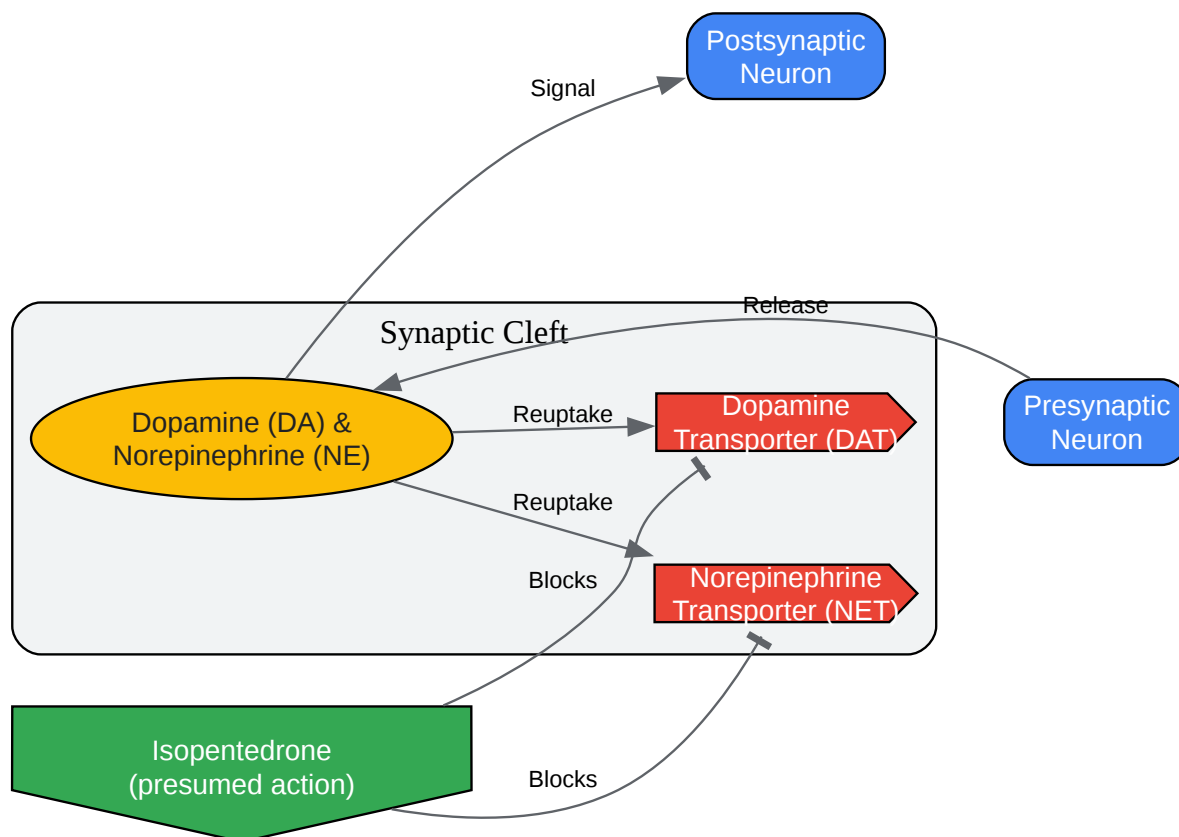 Postsynaptic
Neuron
Signal
Release
Synaptic Cleft
Dopamine (DA) &
Norepinephrine (NE)
Reuptake
Dopamine
Transporter (DAT)
Presynaptic
Neuron
Reuptake
Blocks
Norepinephrine
Transporter (NET)
Isopentedrone
(presumed action)
Blocks